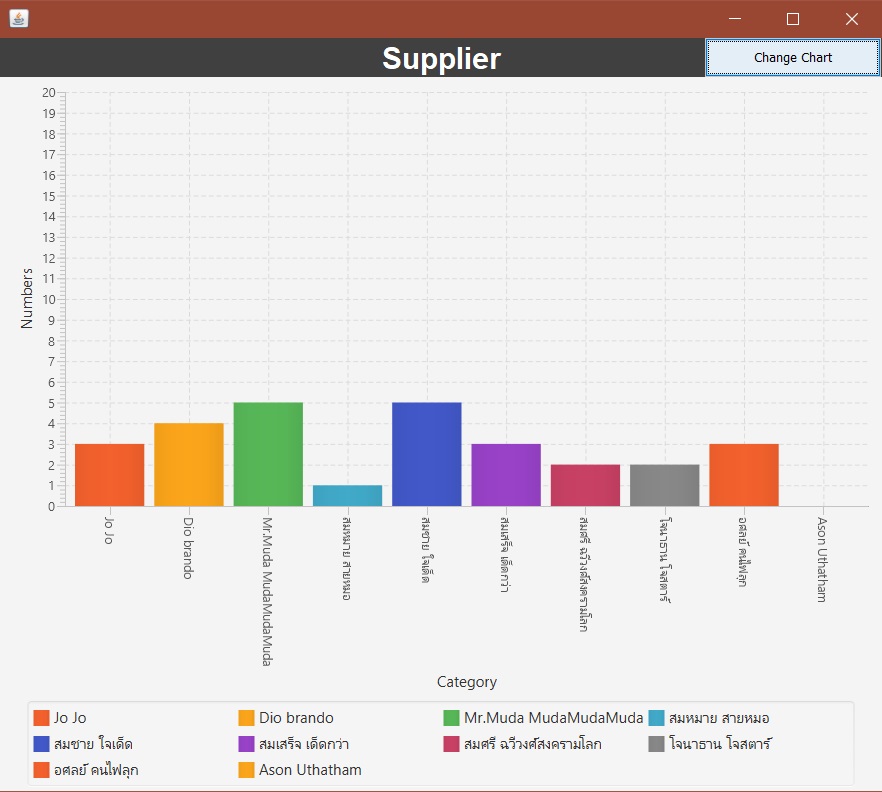 Supplier
Change Chart
Numbers
20
19
18
17
16
15
14
13
12
11
10
9
8
7
6
5
4
3
2
1
0
Jo Jo
Dio brando
Mr.Muda MudaMudaMuda
สมหมาย สายหมอ
สมชาย ใจเด็ด
สมเสร็จ เด็ดกว่า
สมศรี ฉวีวงศ์สงครามโลก
โจนาธาน โจสตาร์
อศลย์ คนไฟลุก
Ason Uthatham
Category
Jo Jo
Dio brando
Mr.Muda MudaMudaMuda
สมหมาย สายหมอ
สมชาย ใจเด็ด
สมเสร็จ เด็ดกว่า
สมศรี ฉวีวงศ์สงครามโลก
โจนาธาน โจสตาร์
อศลย์ คนไฟลุก
Ason Uthatham